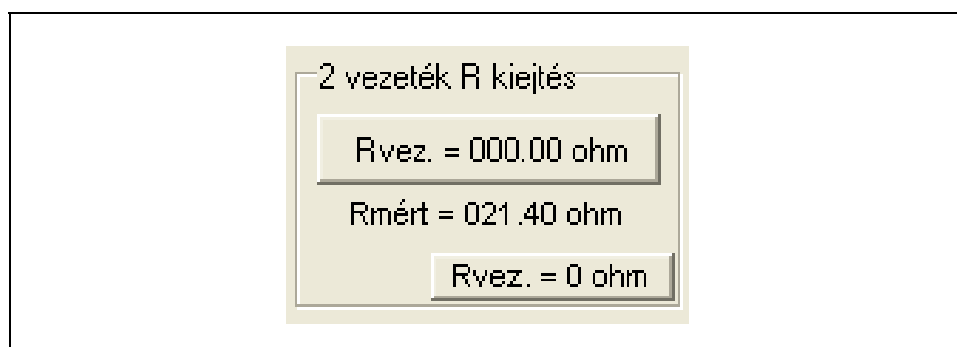 2 vezeték R kiejtés
Rvez. = 000.00 ohm
Rmért = 021.40 ohm
Rvez. = 0 ohm